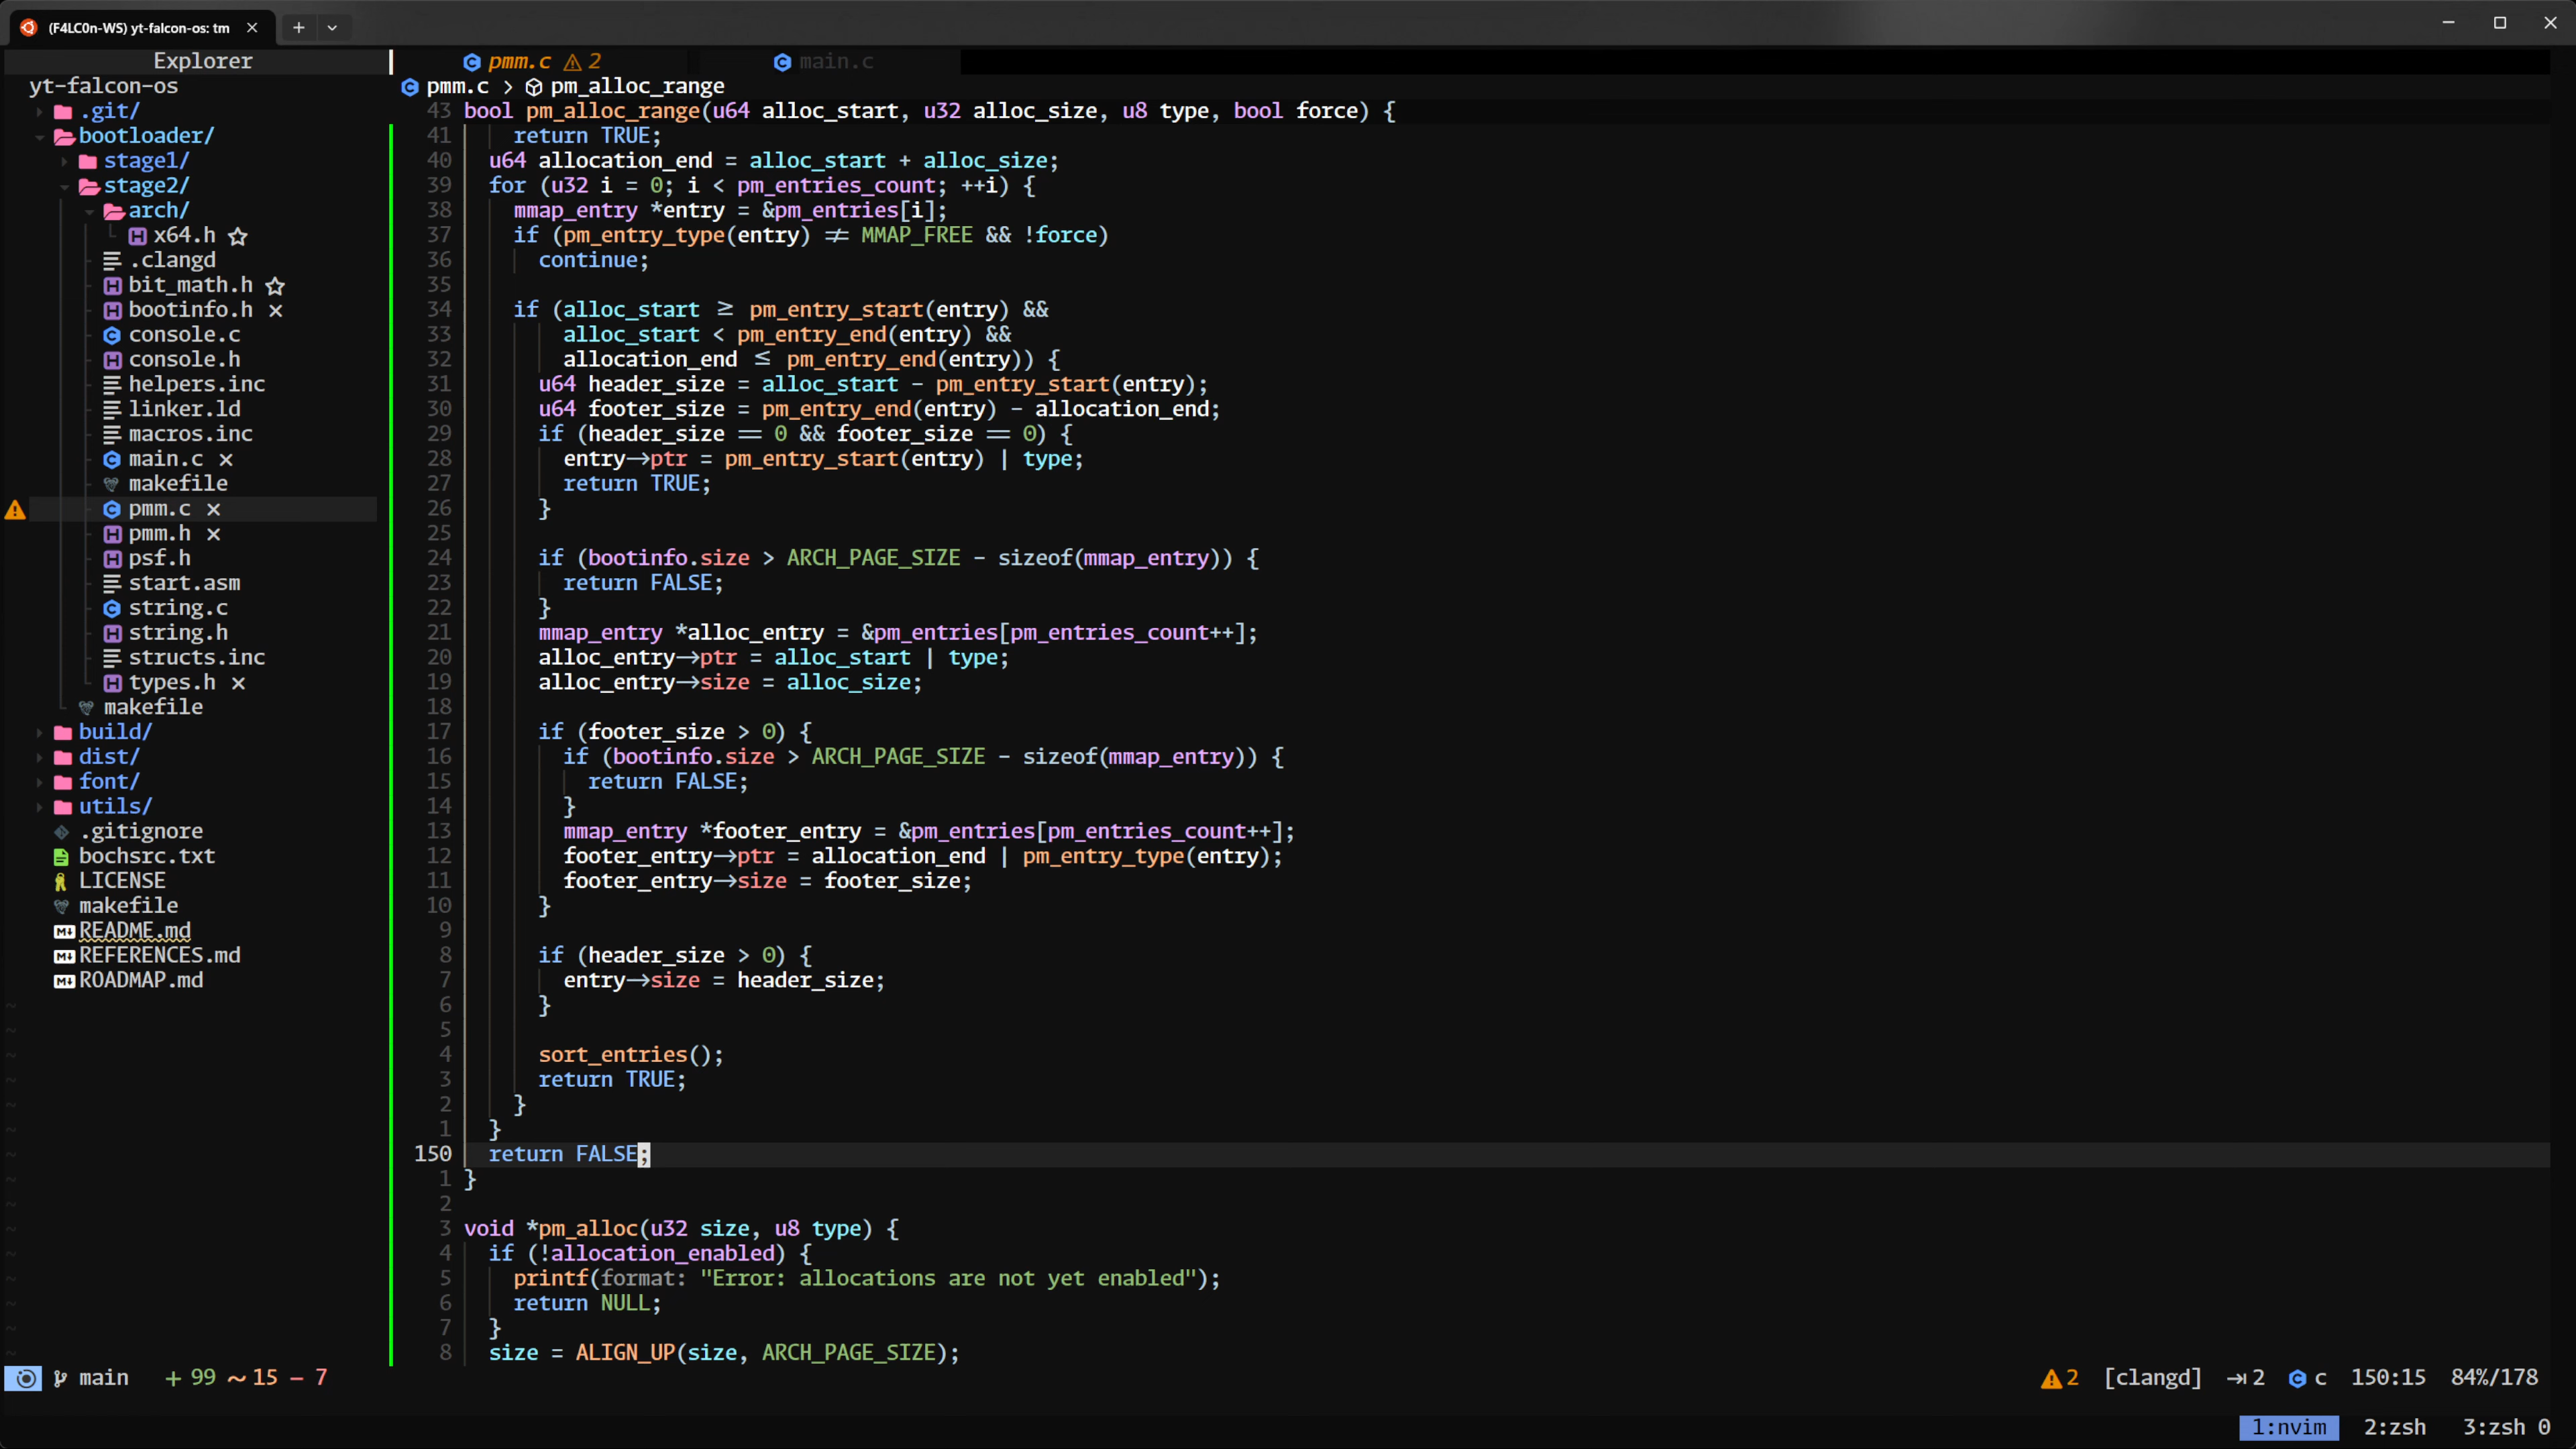 (F4LC0n-WS) yt-falcon-os: tm
Explorer
yt-falcon-os
.git/
bootloader/
stage1/
stage2/
arch/
x64.h
.clangd
bit_math.h
bootinfo.h
console.c
console.h
helpers.inc
linker.ld
macros.inc
main.c
makefile
pmm.c
pmm.h
psf.h
start.asm
string.c
string.h
structs.inc
types.h
makefile
build/
dist/
font/
utils/
.gitignore
bochsrc.txt
LICENSE
makefile
README.md
REFERENCES.md
ROADMAP.md
pmm.c 2 main.c
pmm.c > pm_alloc_range
43 bool pm_alloc_range(u64 alloc_start, u32 alloc_size, u8 type, bool force) {
41 return TRUE;
40 u64 allocation_end = alloc_start + alloc_size;
39 for (u32 i = 0; i < pm_entries_count; ++i) {
38 mmap_entry *entry = &pm_entries[i];
37 if (pm_entry_type(entry) ≠ MMAP_FREE && !force)
36 continue;
35
34 if (alloc_start ≥ pm_entry_start(entry) &&
33 alloc_start < pm_entry_end(entry) &&
32 allocation_end ≤ pm_entry_end(entry)) {
31 u64 header_size = alloc_start - pm_entry_start(entry);
30 u64 footer_size = pm_entry_end(entry) - allocation_end;
29 if (header_size == 0 && footer_size == 0) {
28 entry→ptr = pm_entry_start(entry) | type;
27 return TRUE;
26 }
25
24 if (bootinfo.size > ARCH_PAGE_SIZE - sizeof(mmap_entry)) {
23 return FALSE;
22 }
21 mmap_entry *alloc_entry = &pm_entries[pm_entries_count++];
20 alloc_entry→ptr = alloc_start | type;
19 alloc_entry→size = alloc_size;
18
17 if (footer_size > 0) {
16 if (bootinfo.size > ARCH_PAGE_SIZE - sizeof(mmap_entry)) {
15 return FALSE;
14 }
13 mmap_entry *footer_entry = &pm_entries[pm_entries_count++];
12 footer_entry→ptr = allocation_end | pm_entry_type(entry);
11 footer_entry→size = footer_size;
10 }
9
8 if (header_size > 0) {
7 entry→size = header_size;
6 }
5
4 sort_entries();
3 return TRUE;
2 }
1 }
150 return FALSE;
1 }
2
3 void *pm_alloc(u32 size, u8 type) {
4 if (!allocation_enabled) {
5 printf(format: "Error: allocations are not yet enabled");
6 return NULL;
7 }
8 size = ALIGN_UP(size, ARCH_PAGE_SIZE);
main + 99 ~ 15 − 7 2 [clangd] 2 c 150:15 84%/178
1:nvim 2:zsh 3:zsh 0